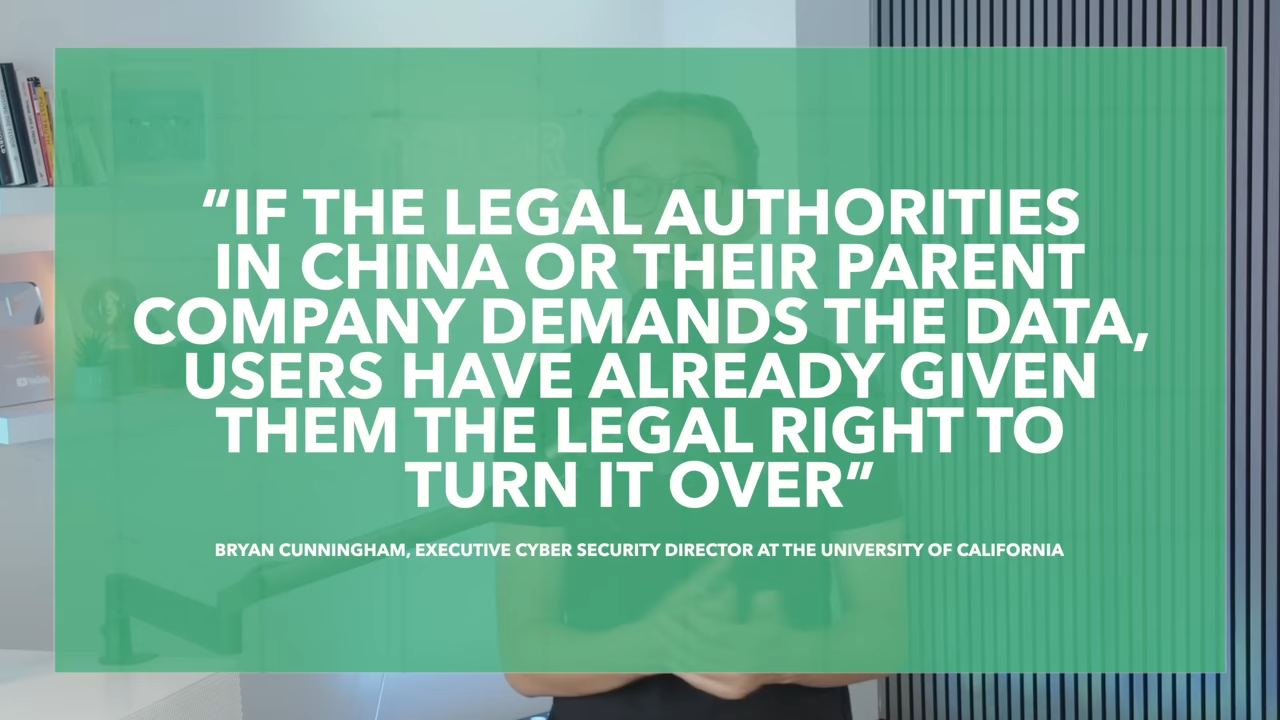 “IF THE LEGAL AUTHORITIES
IN CHINA OR THEIR PARENT
COMPANY DEMANDS THE DATA,
USERS HAVE ALREADY GIVEN
THEM THE LEGAL RIGHT TO
TURN IT OVER”
BRYAN CUNNINGHAM, EXECUTIVE CYBER SECURITY DIRECTOR AT THE UNIVERSITY OF CALIFORNIA
YouTube